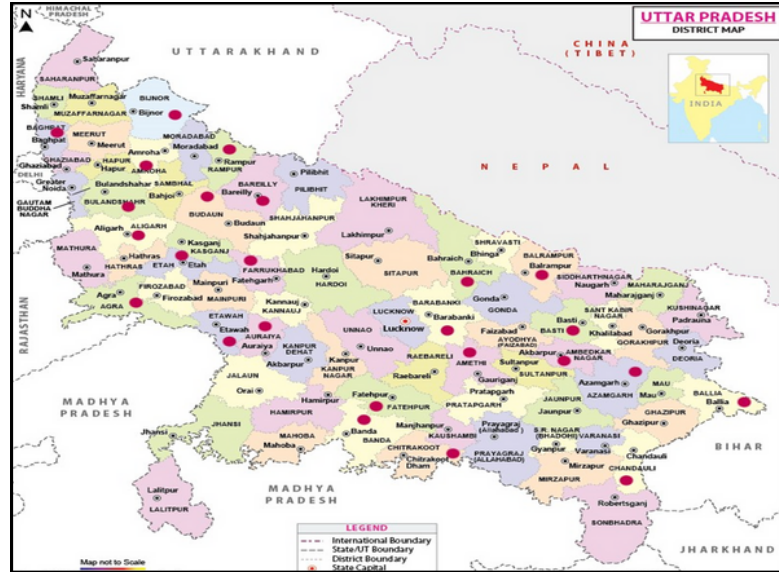 HIMACHAL
PRADESH
N
UTTAR PRADESH
DISTRICT MAP
UTTARAKHAND
CHINA
(TIBET)
INDIA
HARYANA
Saharanpur
SAHARANPUR
SHAMLI
Shamli
Muzaffarnagar
MUZAFFARNAGAR
BIJNOR
Bijnor
BAGHPAT
Baghpat
MEERUT
Meerut
MORADABAD
Moradabad
Amroha
AMROHA
Rampur
RAMPUR
GHAZIABAD
Ghaziabad
HAPUR
Hapur
DELHI
Greater
Noida
GAUTAM
BUDDHA
NAGAR
Bulandshahar
BULANDSHAHR
SAMBHAL
Bahjoi
BAREILLY
Bareilly
Pilibhit
PILIBHIT
NEPAL
BUDAUN
Budaun
SHAHJAHANPUR
Shahjahanpur
LAKHIMPUR
KHERI
Lakhimpur
Aligarh
ALIGARH
Kasganj
KASGANJ
MATHURA
Mathura
Hathras
HATHRAS
ETAH
Etah
FARRUKHABAD
Fatehgarh
Hardoi
HARDOI
Sitapur
SITAPUR
Bahraich
BAHRAICH
SHRAVASTI
Bhinga
BALRAMPUR
Balrampur
SIDDHARTHNAGAR
Naugarh
MAHARAJGANJ
Maharajganj
KUSHINAGAR
Padrauna
Agra
AGRA
FIROZABAD
Firozabad
Mainpuri
MAINPURI
Kannauj
KANNAUJ
RAJASTHAN
ETAWAH
Etawah
AURAIYA
Auraiya
KANPUR
DEHAT
Akbarpur
LUCKNOW
Lucknow
UNNAO
Unnao
BARABANKI
Barabanki
Gonda
GONDA
Faizabad
AYODHYA
(FAIZABAD)
Basti
BASTI
SANT KABIR
NAGAR
Khalilabad
Gorakhpur
GORAKHPUR
Deoria
DEORIA
Kanpur
KANPUR
NAGAR
RAEBARELI
Raebareli
AMETHI
Gauriganj
Sultanpur
SULTANPUR
Akbarpur
AMBEDKAR
NAGAR
Azamgarh
AZAMGARH
MAU
Mau
BALLIA
Ballia
MADHYA
PRADESH
JALAUN
Orai
Hamirpur
HAMIRPUR
Fatehpur
FATEHPUR
Pratapgarh
PRATAPGARH
JAUNPUR
Jaunpur
GHAZIPUR
Ghazipur
BIHAR
Jhansi
JHANSI
Mahoba
MAHOBA
Banda
BANDA
Manjhanpur
KAUSHAMBI
CHITRAKOOT
Chitrakoot
Dham
Prayagraj
(Allahabad)
PRAYAGRAJ
(ALLAHABAD)
S.R. NAGAR
(BHADOHI)
Gyanpur
VARANASI
Varanasi
Chandauli
CHANDAULI
Mirzapur
MIRZAPUR
Lalitpur
LALITPUR
MADHYA
PRADESH
Robertsganj
SONBHADRA
JHARKHAND
LEGEND
International Boundary
State/UT Boundary
District Boundary
State Capital
Map not to Scale